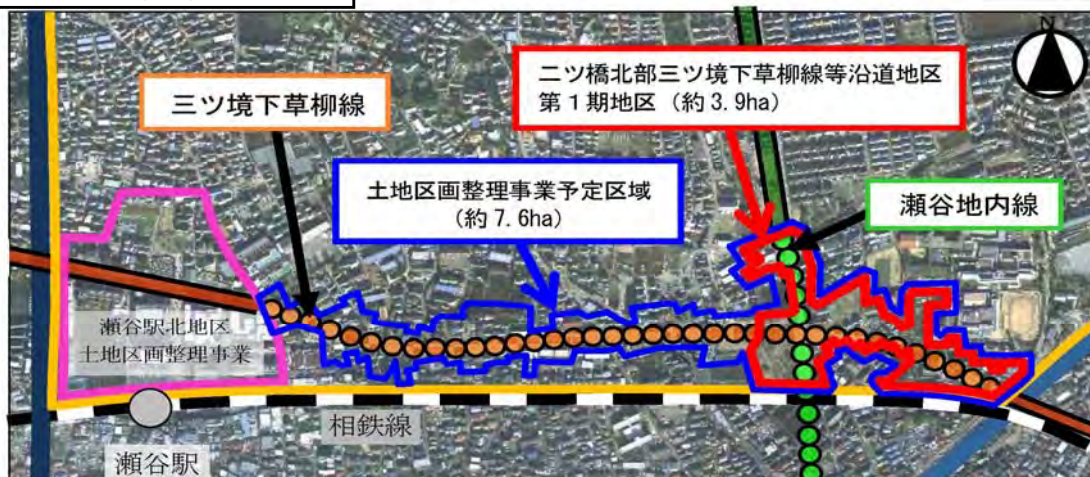 N
三ツ境下草柳線
二ツ橋北部三ツ境下草柳線等沿道地区
第１期地区（約 3.9ha）
土地区画整理事業予定区域
（約 7.6ha）
瀬谷地内線
瀬谷駅北地区
土地区画整理事業
相鉄線
瀬谷駅